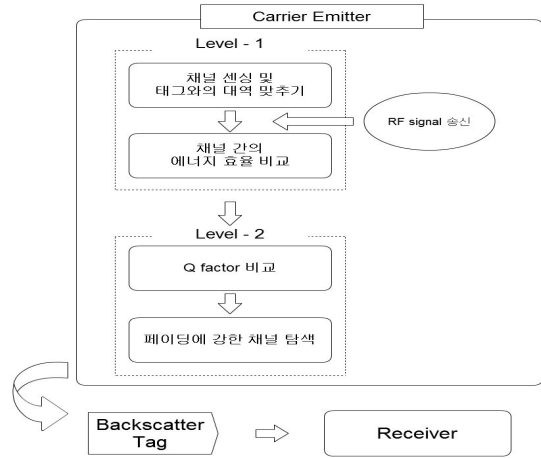 Carrier Emitter
Level - 1
채널 센싱 및
태그와의 대역 맞추기
RF signal 송신
채널 간의
에너지 효율 비교
Level - 2
Q factor 비교
페이딩에 강한 채널 탐색
Backscatter
Tag
Receiver